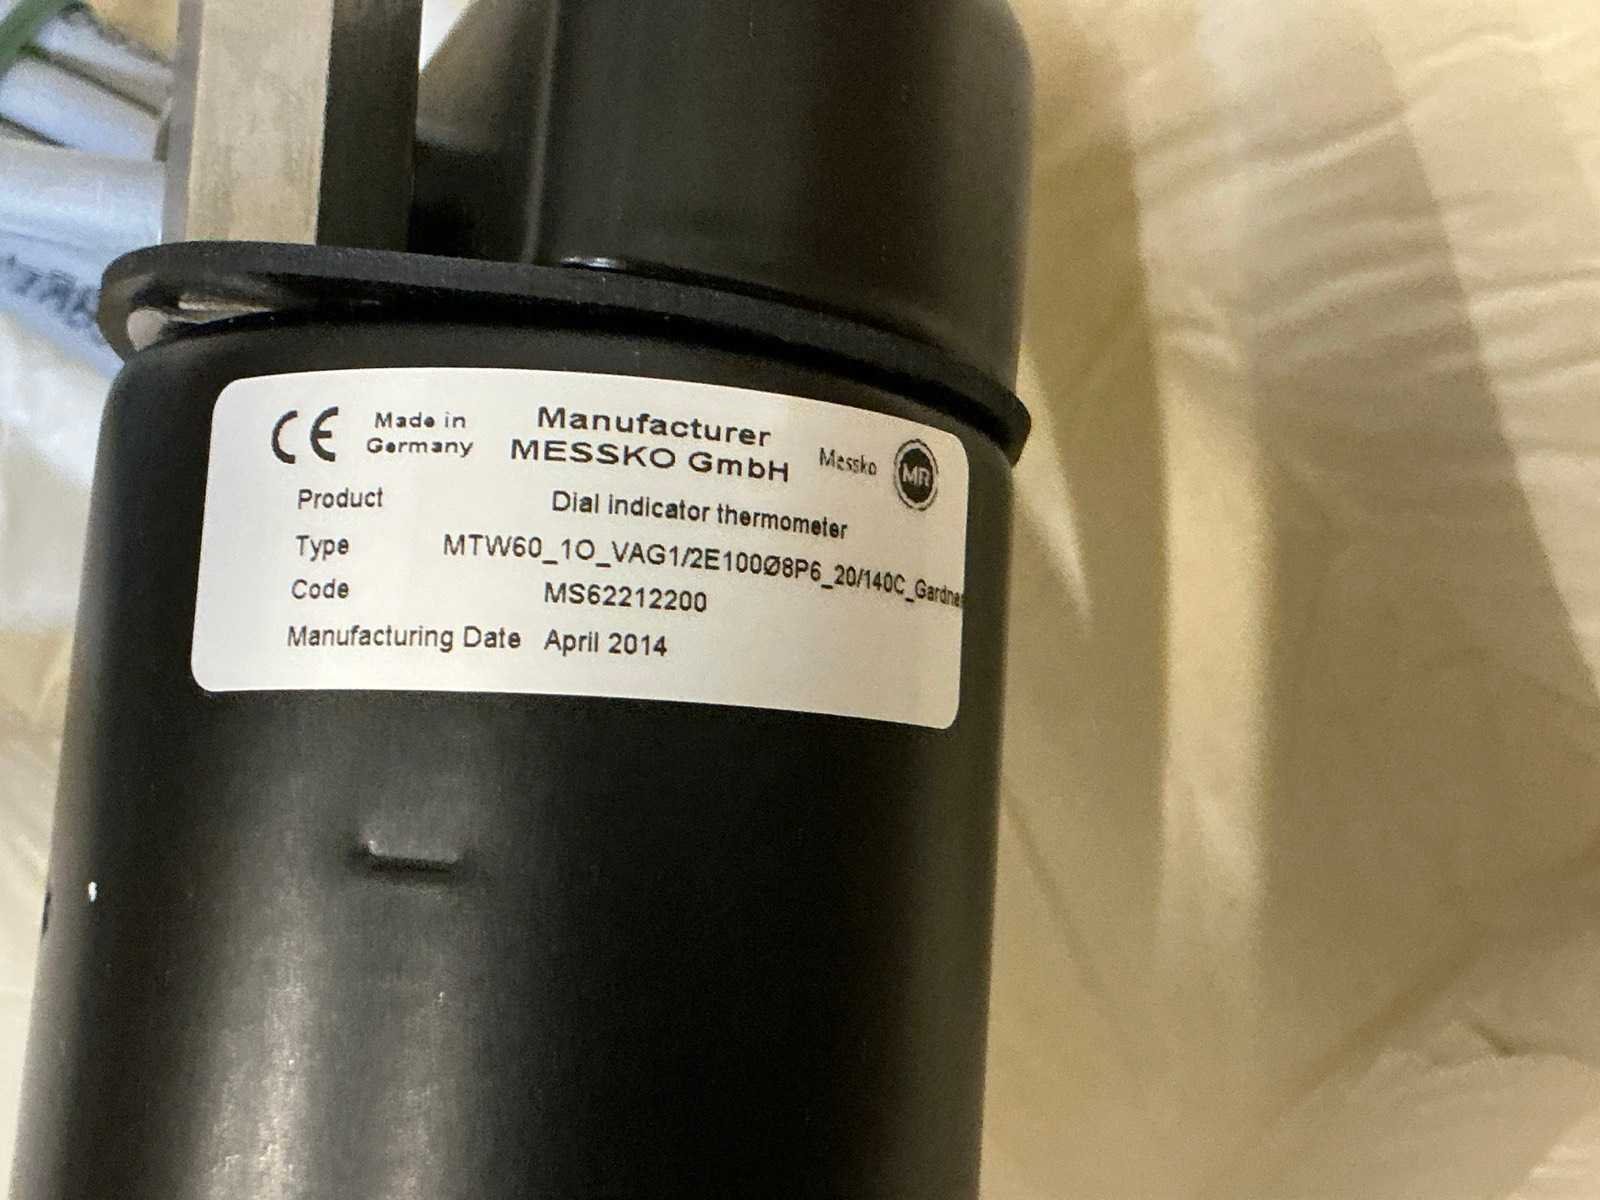 CE Made in Germany
Manufacturer
MESSKO GmbH
Messko MR
Product Dial indicator thermometer
Type MTW60_1O_VAG1/2E100Ø8P6_20/140C_Gardne
Code MS62212200
Manufacturing Date April 2014